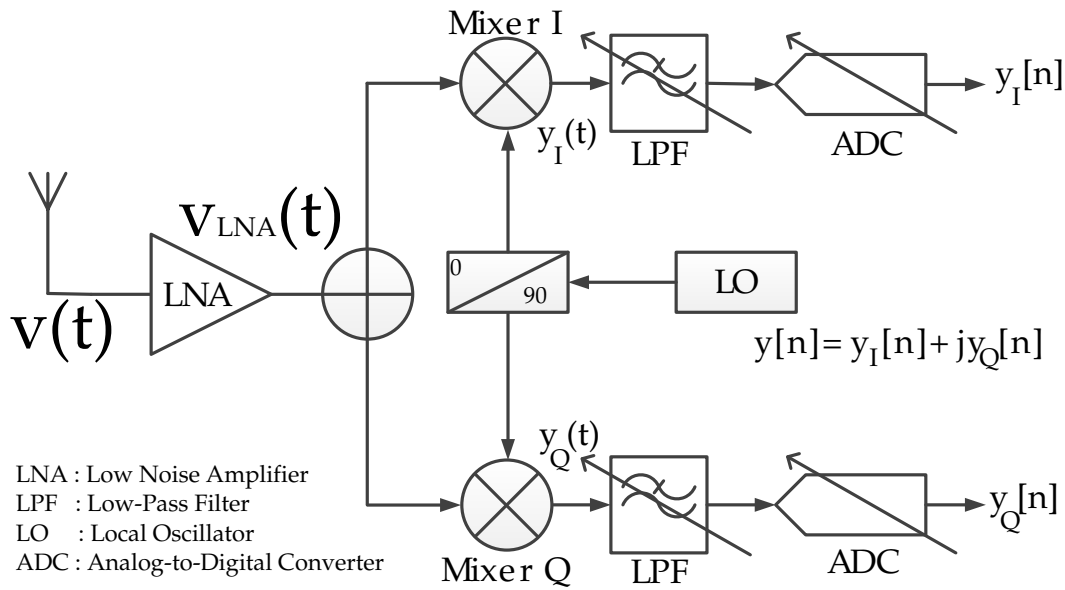 Mixer I
y_I(t)
LPF
ADC
y_I[n]
v(t)
LNA
v_LNA(t)
0
90
LO
y[n]= y_I[n]+ jy_Q[n]
y_Q(t)
Mixer Q
LPF
ADC
y_Q[n]
LNA : Low Noise Amplifier
LPF : Low-Pass Filter
LO : Local Oscillator
ADC : Analog-to-Digital Converter